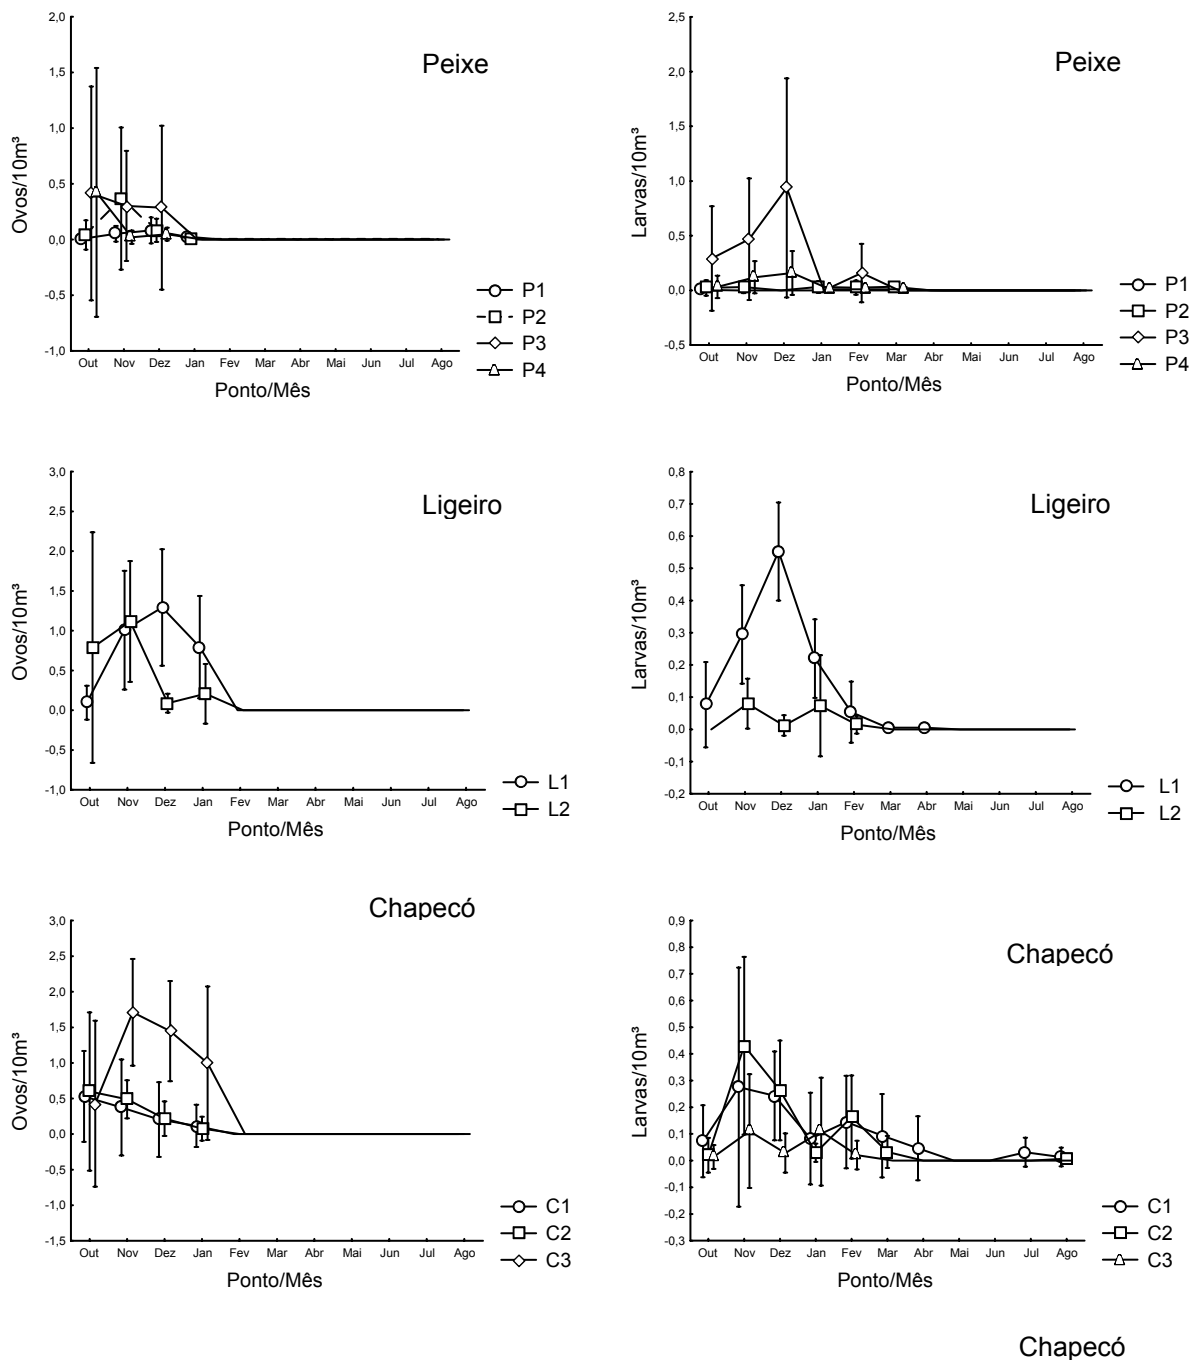 Peixe
Ovos/10m³
2,0
1,5
1,0
0,5
0,0
-0,5
-1,0
Out Nov Dez Jan Fev Mar Abr Mai Jun Jul Ago
Ponto/Mês
P1
P2
P3
P4
Peixe
Larvas/10m³
2,5
2,0
1,5
1,0
0,5
0,0
-0,5
Out Nov Dez Jan Fev Mar Abr Mai Jun Jul Ago
Ponto/Mês
P1
P2
P3
P4
Ligeiro
Ovos/10m³
3,0
2,5
2,0
1,5
1,0
0,5
0,0
-0,5
-1,0
Out Nov Dez Jan Fev Mar Abr Mai Jun Jul Ago
Ponto/Mês
L1
L2
Ligeiro
Larvas/10m³
0,8
0,7
0,6
0,5
0,4
0,3
0,2
0,1
0,0
-0,1
-0,2
Out Nov Dez Jan Fev Mar Abr Mai Jun Jul Ago
Ponto/Mês
L1
L2
Chapecó
Ovos/10m³
3,0
2,5
2,0
1,5
1,0
0,5
0,0
-0,5
-1,0
-1,5
Out Nov Dez Jan Fev Mar Abr Mai Jun Jul Ago
Ponto/Mês
C1
C2
C3
Chapecó
Larvas/10m³
0,9
0,8
0,7
0,6
0,5
0,4
0,3
0,2
0,1
0,0
-0,1
-0,2
-0,3
Out Nov Dez Jan Fev Mar Abr Mai Jun Jul Ago
Ponto/Mês
C1
C2
C3
Chapecó